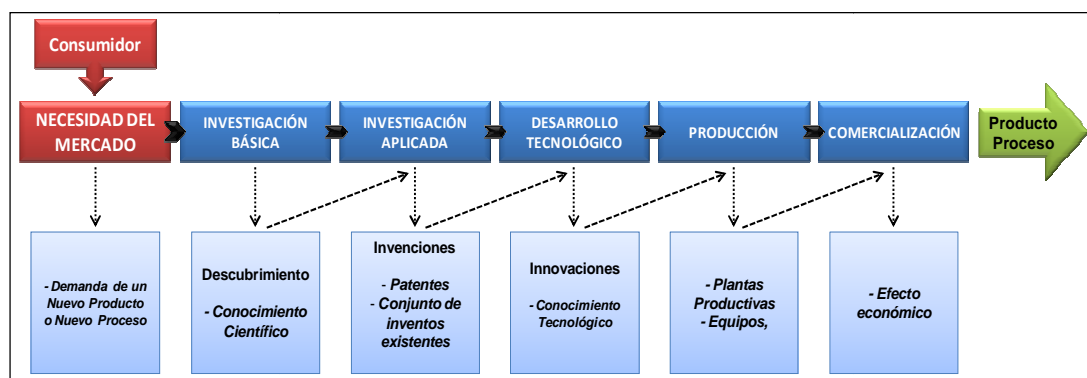 Consumidor
NECESIDAD DEL
MERCADO
INVESTIGACIÓN
BÁSICA
INVESTIGACIÓN
APLICADA
DESARROLLO
TECNOLÓGICO
PRODUCCIÓN
COMERCIALIZACIÓN
Producto
Proceso
- Demanda de un
Nuevo Producto
o Nuevo Proceso
Descubrimiento
- Conocimiento
Científico
Invenciones
- Patentes
- Conjunto de
inventos
existentes
Innovaciones
- Conocimiento
Tecnológico
- Plantas
Productivas
- Equipos,
- Efecto
económico